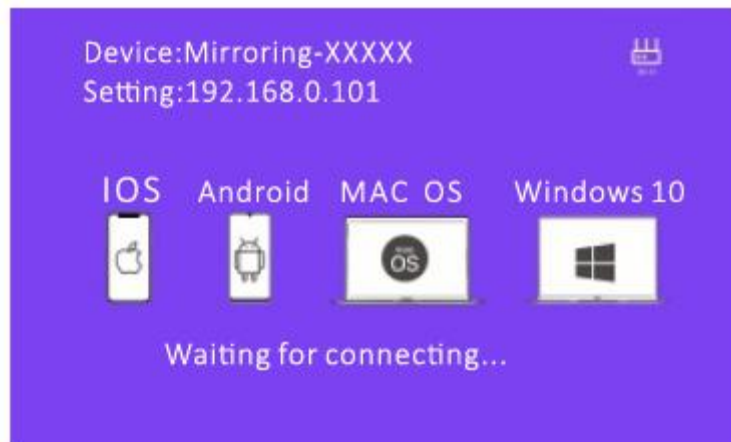 Device:Mirroring-XXXXX
Setting:192.168.0.101
IOS Android MAC OS Windows 10
OS
Waiting for connecting...